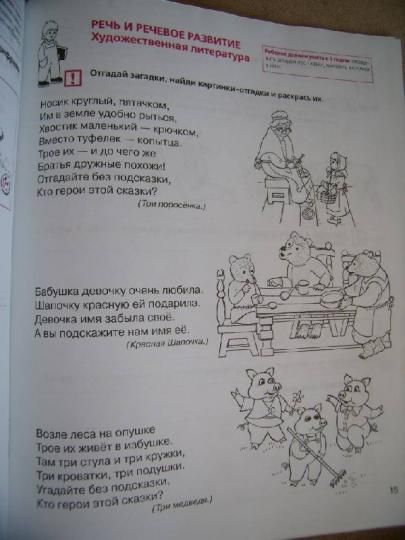 РЕЧЬ И РЕЧЕВОЕ РАЗВИТИЕ
Художественная литература
Ребенок должен уметь к 5 годам
Отгадай загадки, найди картинки-отгадки и раскрась их.
Носик круглый, пятачком,
Им в земле удобно рыться,
Хвостик маленький — крючком,
Вместо туфелек — копытца.
Трое их — и до чего же
Братья дружные похожи!
Отгадайте без подсказки,
Кто герои этой сказки?
(Три поросёнка.)
Бабушка девочку очень любила.
Шапочку красную ей подарила.
Девочка имя забыла своё.
А вы подскажите нам имя её.
(Красная Шапочка.)
Возле леса на опушке
Трое их живёт в избушке.
Там три стула и три кружки,
Три кроватки, три подушки.
Угадайте без подсказки,
Кто герои этой сказки?
(Три медведя.)
15